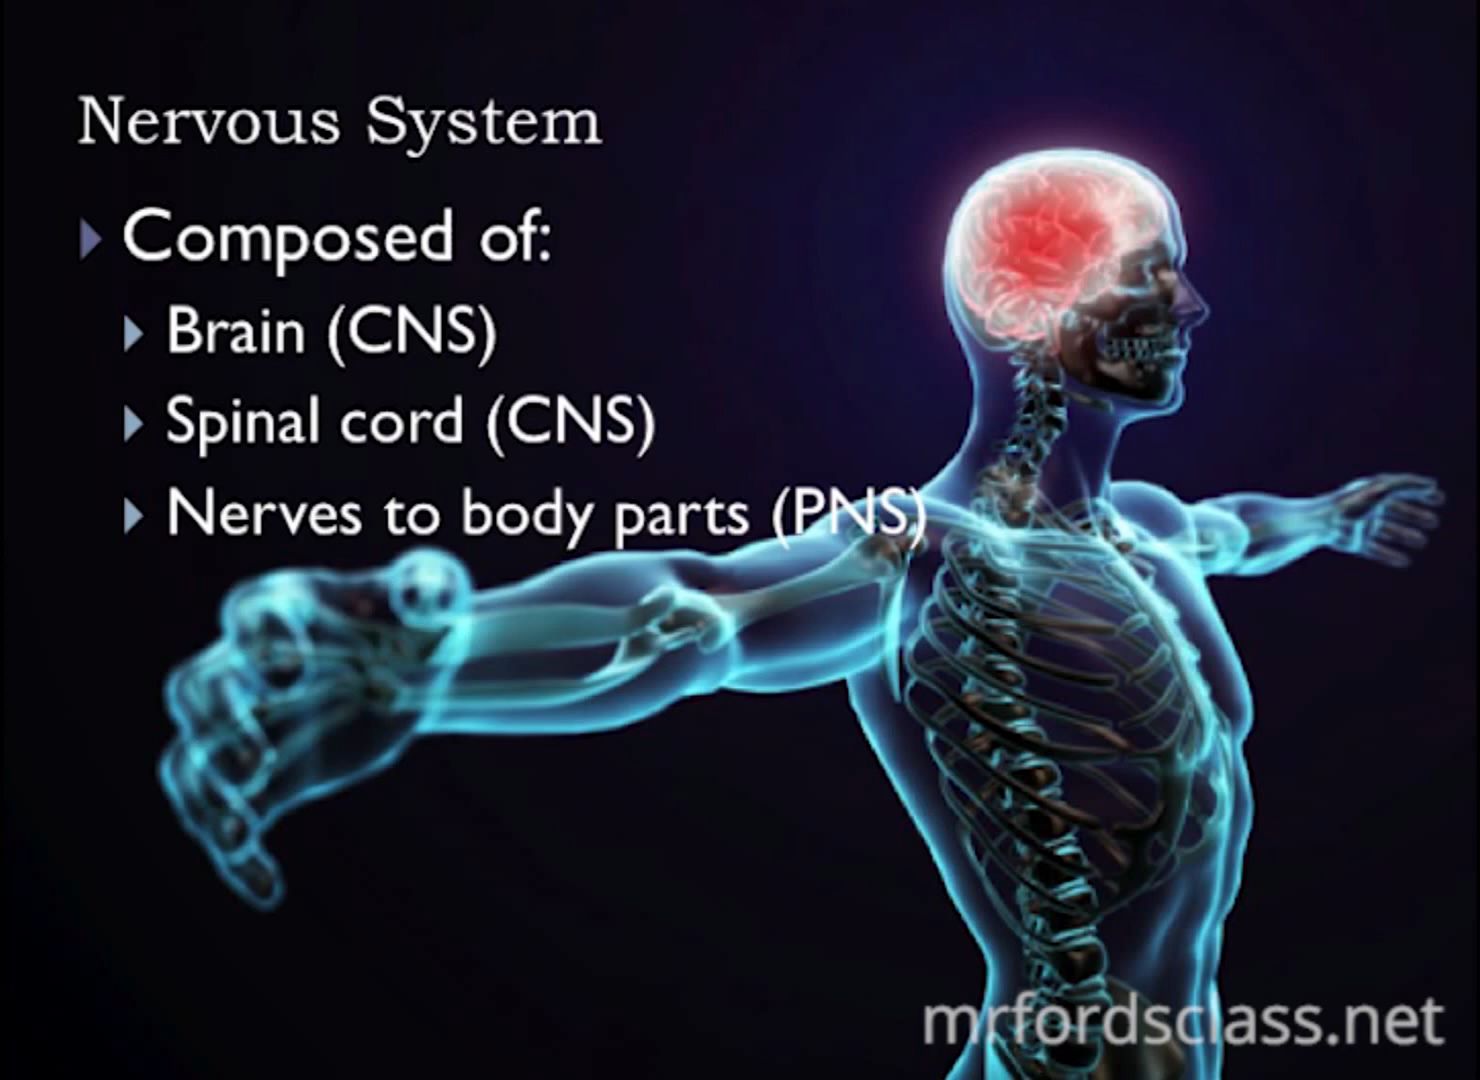 Nervous System
Composed of:
Brain (CNS)
Spinal cord (CNS)
Nerves to body parts (PNS)
mrfordsclass.net